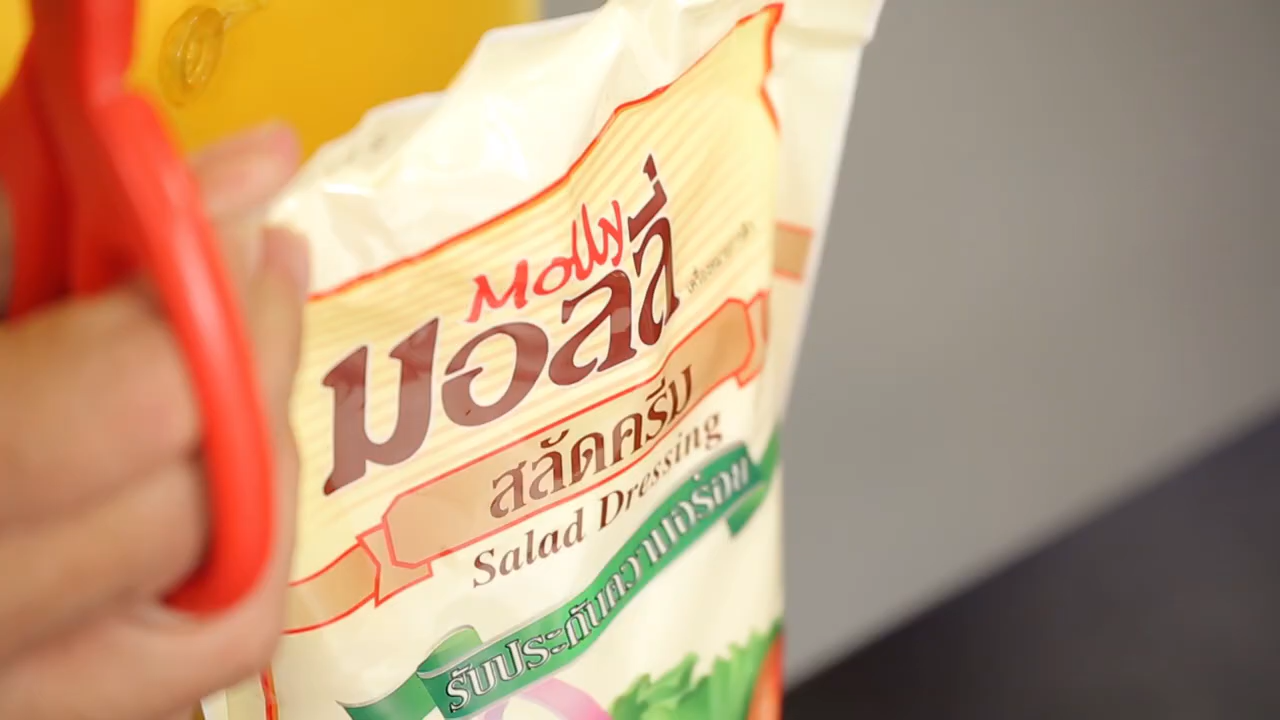 Molly
มอลลี่
สลัดครีม
Salad Dressing
รับประกันความอร่อย